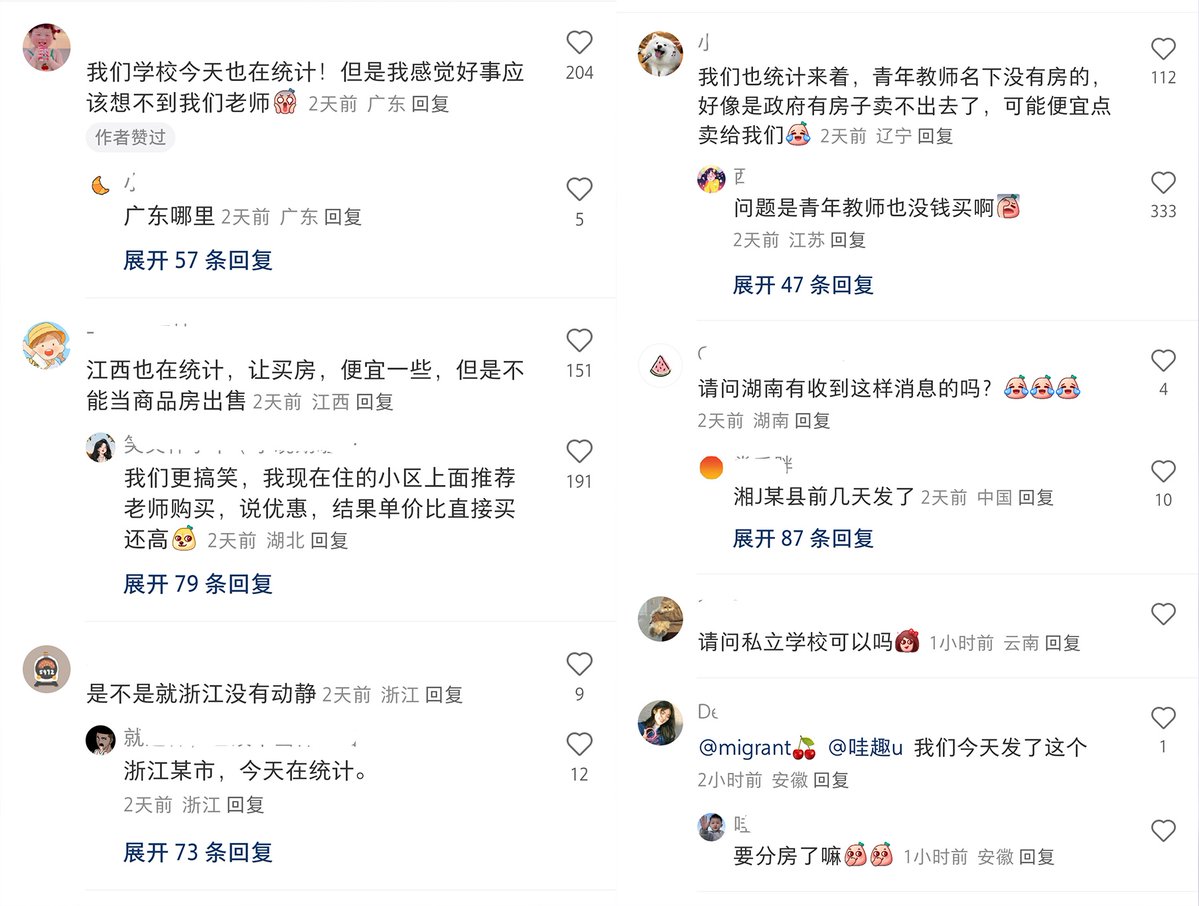 我们学校今天也在统计！但是我感觉好事应
该想不到我们老师 2天前 广东 回复
作者赞过
204
广东哪里 2天前 广东 回复
5
展开 57 条回复
江西也在统计，让买房，便宜一些，但是不
能当商品房出售 2天前 江西 回复
151
我们更搞笑，我现在住的小区上面推荐
老师购买，说优惠，结果单价比直接买
还高 2天前 湖北 回复
191
展开 79 条回复
是不是就浙江没有动静 2天前 浙江 回复
9
就
浙江某市，今天在统计。
2天前 浙江 回复
12
展开 73 条回复
我们也统计来着，青年教师名下没有房的，
好像是政府有房子卖不出去了，可能便宜点
卖给我们 2天前 辽宁 回复
112
问题是青年教师也没钱买啊
2天前 江苏 回复
333
展开 47 条回复
请问湖南有收到这样消息的吗？
2天前 湖南 回复
4
湘J某县前几天发了 2天前 中国 回复
10
展开 87 条回复
请问私立学校可以吗 1小时前 云南 回复
De
@migrant🍒 @哇趣u 我们今天发了这个
2小时前 安徽 回复
1
要分房了嘛 1小时前 安徽 回复